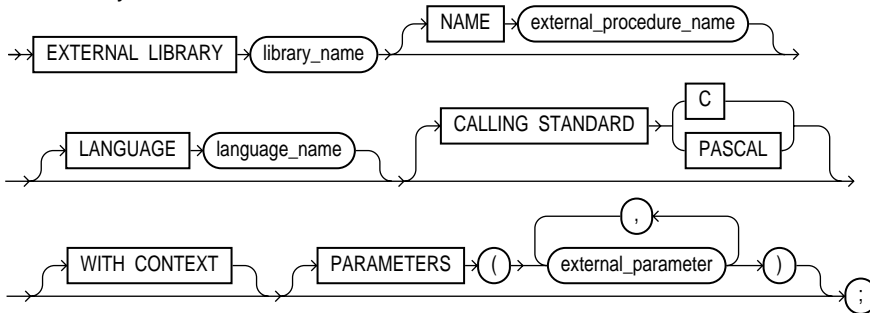 NAME external_procedure_name
EXTERNAL LIBRARY library_name
C
LANGUAGE language_name CALLING STANDARD
PASCAL
,
WITH CONTEXT PARAMETERS ( external_parameter )
;